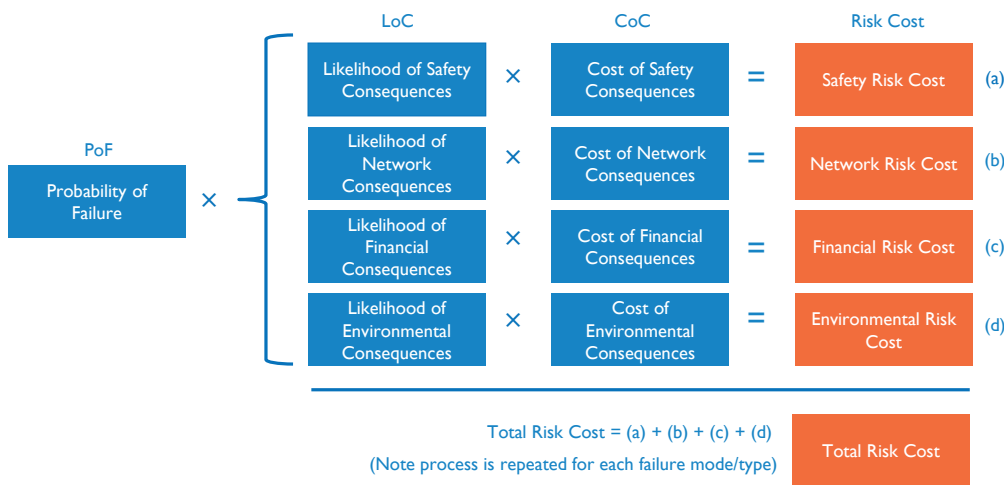 LoC
CoC
Risk Cost
Likelihood of Safety
Consequences
×
Cost of Safety
Consequences
=
Safety Risk Cost
(a)
PoF
Probability of
Failure
×
Likelihood of
Network
Consequences
×
Cost of Network
Consequences
=
Network Risk Cost
(b)
Likelihood of
Financial
Consequences
×
Cost of Financial
Consequences
=
Financial Risk Cost
(c)
Likelihood of
Environmental
Consequences
×
Cost of
Environmental
Consequences
=
Environmental Risk
Cost
(d)
Total Risk Cost = (a) + (b) + (c) + (d)
(Note process is repeated for each failure mode/type)
Total Risk Cost